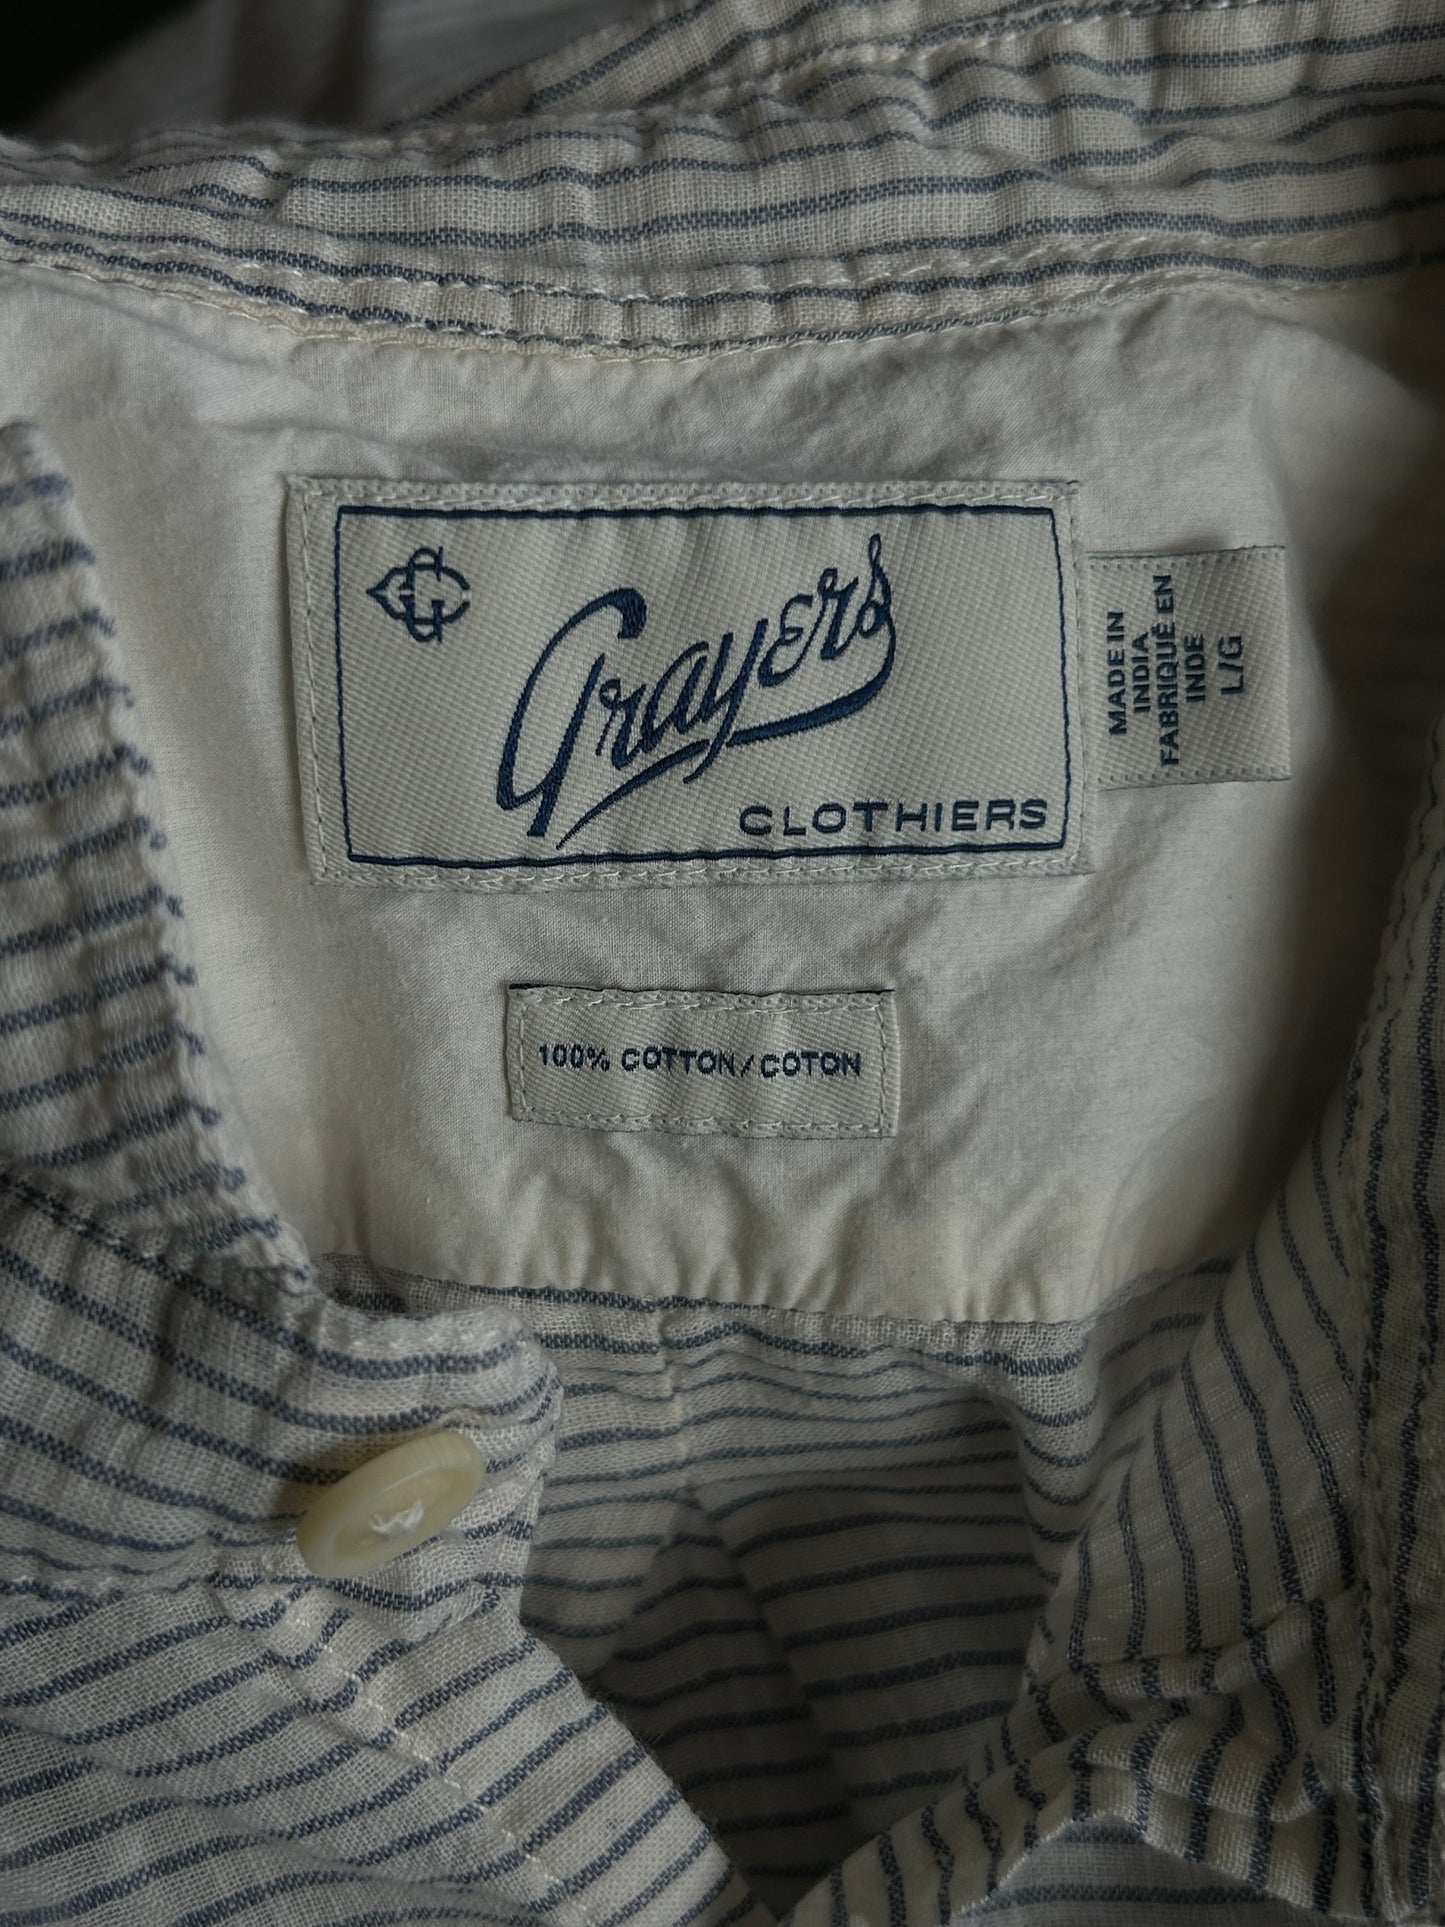 Grayers
CLOTHIERS
MADE IN
INDIA
FABRIQUÉ EN
INDE
L/G
100% COTTON/COTON